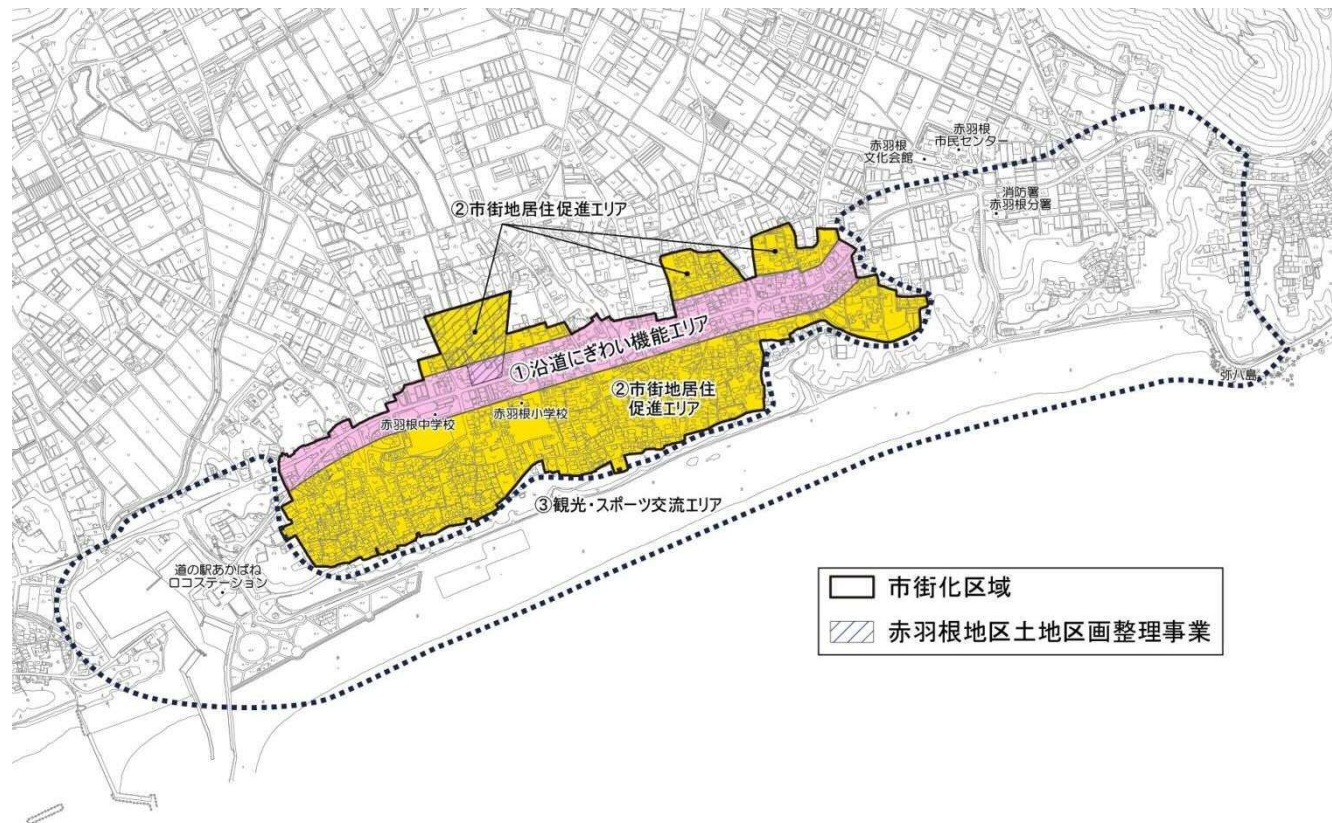 赤羽根
市民センター
赤羽根
文化会館
消防署
赤羽根分署
②市街地居住促進エリア
①沿道にぎわい機能エリア
②市街地居住
促進エリア
赤羽根小学校
赤羽根中学校
弥八島
③観光・スポーツ交流エリア
道の駅あかばね
ロコステーション
市街化区域
赤羽根地区土地区画整理事業